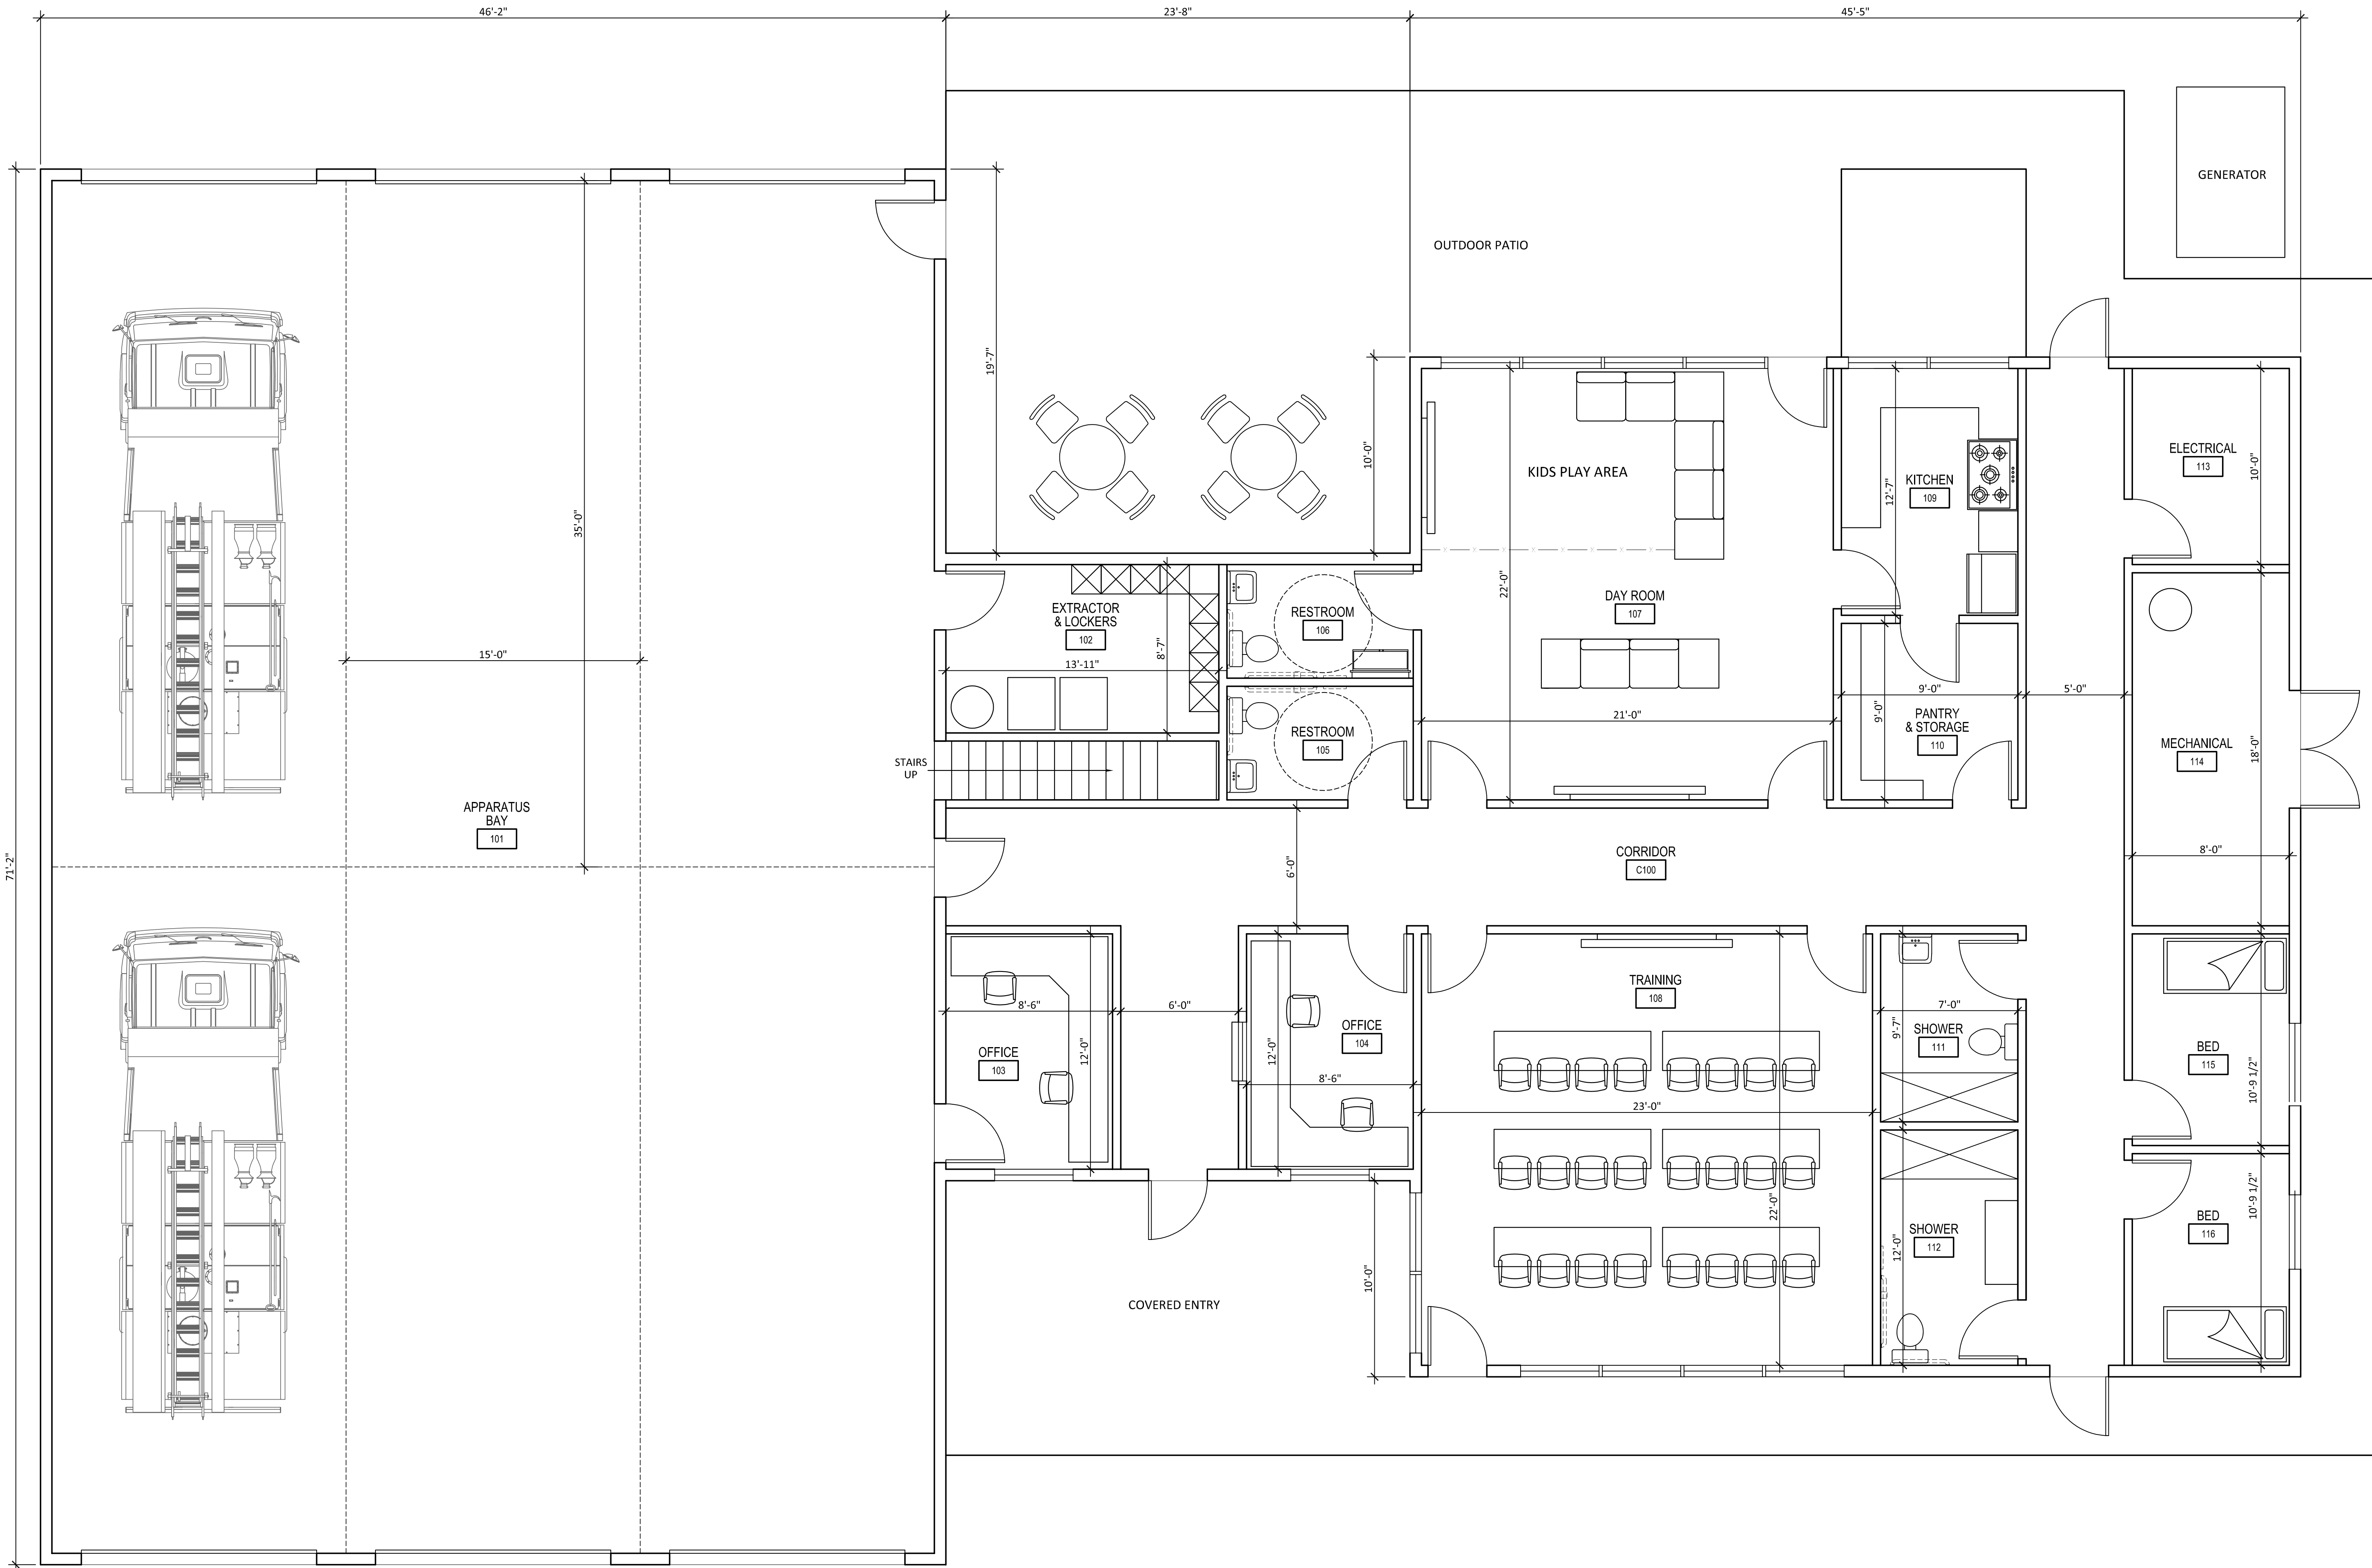 46'-2"
23'-8"
45'-5"
GENERATOR
OUTDOOR PATIO
19'-7"
10'-0"
35'-0"
71'-2"
15'-0"
APPARATUS
BAY
101
EXTRACTOR
& LOCKERS
102
13'-11"
8'-7"
STAIRS
UP
RESTROOM
106
RESTROOM
105
KIDS PLAY AREA
22'-0"
DAY ROOM
107
21'-0"
KITCHEN
109
12'-7"
9'-0"
5'-0"
9'-0"
PANTRY
& STORAGE
110
ELECTRICAL
113
10'-0"
MECHANICAL
114
18'-0"
8'-0"
6'-0"
CORRIDOR
C100
8'-6"
12'-0"
OFFICE
103
6'-0"
OFFICE
104
12'-0"
8'-6"
TRAINING
108
23'-0"
22'-0"
7'-0"
9'-7"
SHOWER
111
SHOWER
112
12'-0"
BED
115
10'-9 1/2"
BED
116
10'-9 1/2"
10'-0"
COVERED ENTRY